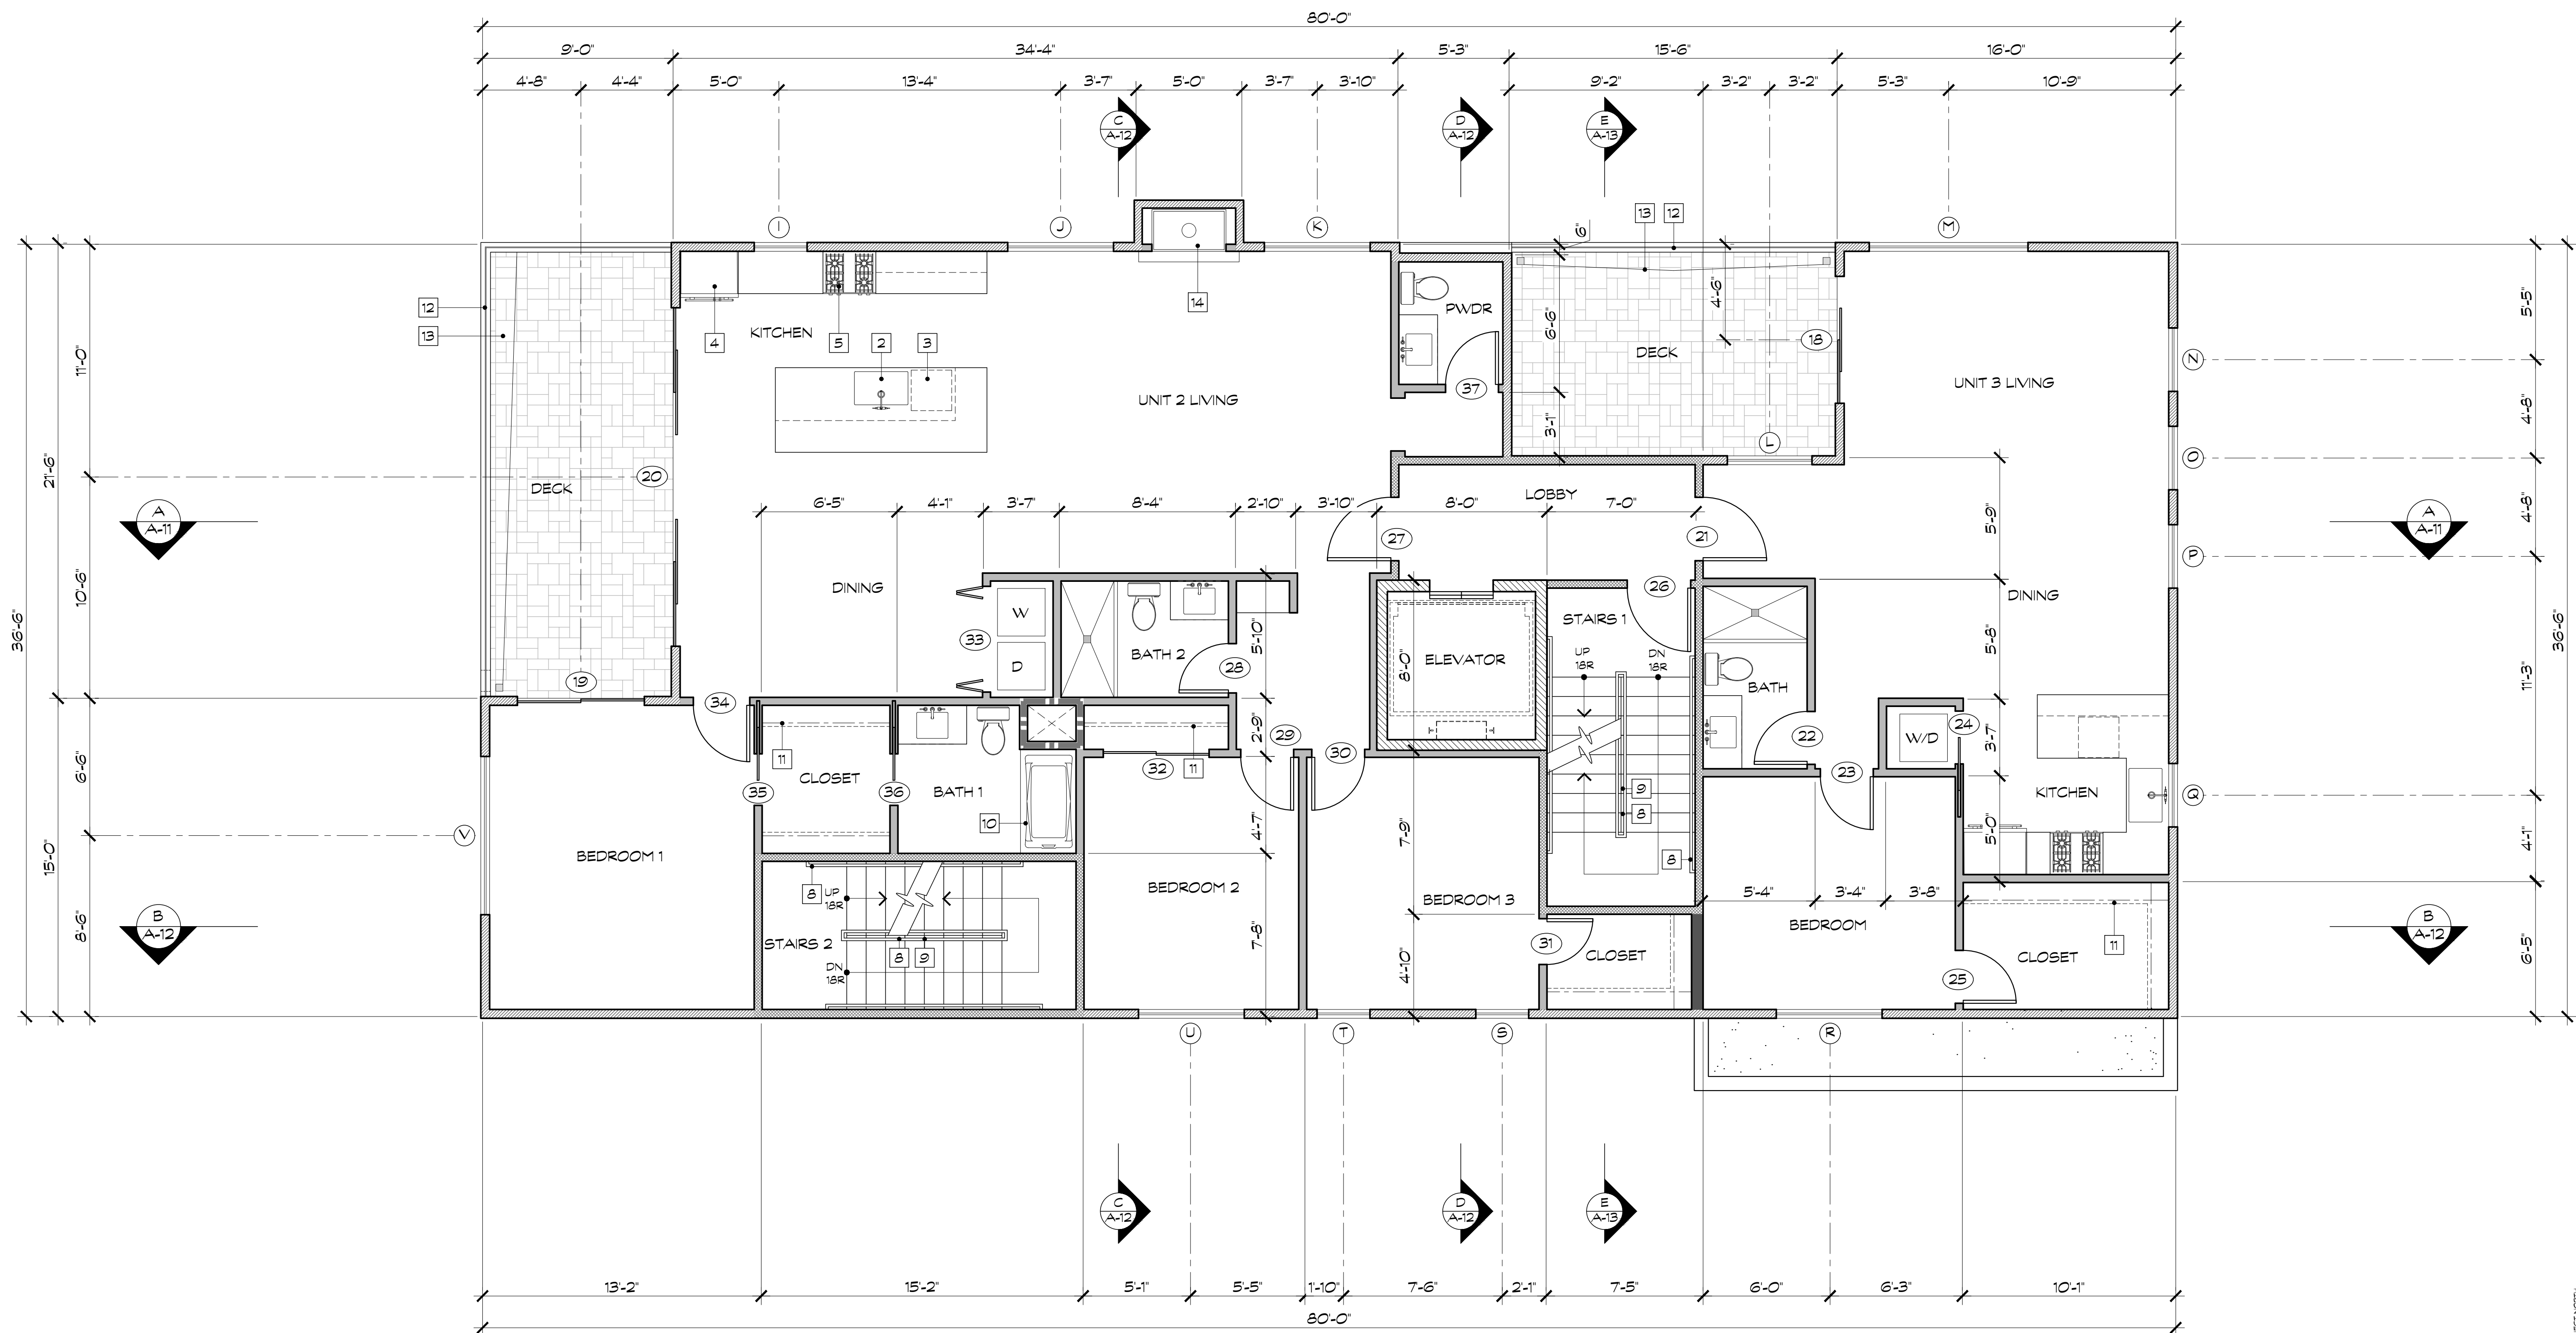 80'-0"
9'-0" 34'-4" 5'-3" 15'-6" 16'-0"
4'-8" 4'-4" 5'-0" 13'-4" 3'-7" 5'-0" 3'-7" 3'-10" 9'-2" 3'-2" 3'-2" 5'-3" 10'-9"
C
A-12
D
A-12
E
A-13
I
J
K
M
13
12
6"
12
13
4
KITCHEN
5
2
3
14
PWDR
6'-6"
4'-6"
DECK
18
37
3'-1"
L
UNIT 2 LIVING
UNIT 3 LIVING
5'-5"
N
4'-8"
O
4'-8"
P
11'-3"
Q
4'-1"
6'-5"
36'-6"
36'-6"
21'-6"
15'-0"
11'-0"
10'-6"
6'-6"
8'-6"
A
A-11
A
A-11
DECK
20
19
6'-5" 4'-1" 3'-7" 8'-4" 2'-10" 3'-10" 8'-0" 7'-0"
LOBBY
27
21
5'-9"
DINING
DINING
33
W
D
BATH 2
28
5'-10"
ELEVATOR
8'-0"
STAIRS 1
26
UP
18R
DN
18R
BATH
22
5'-8"
34
11
CLOSET
35
36
BATH 1
10
2'-9"
29
30
32
11
9
8
8
23
W/D
24
3'-7"
KITCHEN
5'-0"
V
BEDROOM 1
4'-7"
7'-9"
BEDROOM 2
BEDROOM 3
7'-8"
4'-10"
31
CLOSET
5'-4" 3'-4" 3'-8"
BEDROOM
25
CLOSET
11
B
A-12
B
A-12
8
UP
18R
STAIRS 2
8
9
DN
18R
U
T
S
R
C
A-12
D
A-12
E
A-13
13'-2" 15'-2" 5'-1" 5'-5" 1'-10" 7'-6" 2'-1" 7'-5" 6'-0" 6'-3" 10'-1"
80'-0"